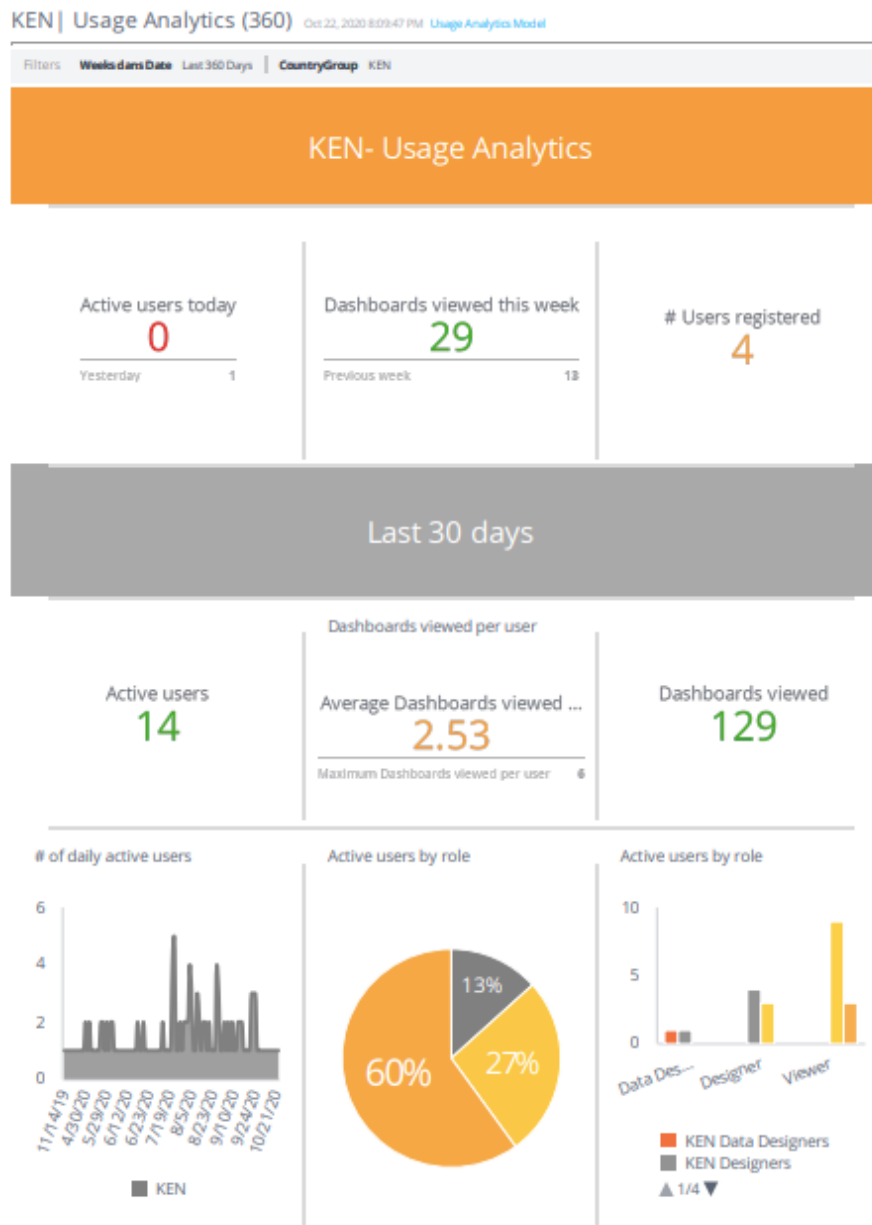 KEN| Usage Analytics (360) Oct 22, 2020 8:09:47 PM Usage Analytics Model
Filters Weeks dans Date Last 360 Days | CountryGroup KEN
KEN- Usage Analytics
Active users today
0
Yesterday 1
Dashboards viewed this week
29
Previous week 13
# Users registered
4
Last 30 days
Active users
14
Dashboards viewed per user
Average Dashboards viewed ...
2.53
Maximum Dashboards viewed per user 6
Dashboards viewed
129
# of daily active users
6
4
2
0
11/14/19
4/30/20
5/29/20
6/12/20
6/23/20
7/19/20
8/5/20
8/23/20
9/10/20
9/24/20
10/21/20
KEN
Active users by role
13%
27%
60%
Active users by role
10
5
0
Data Des...
Designer
Viewer
KEN Data Designers
KEN Designers
▲ 1/4 ▼